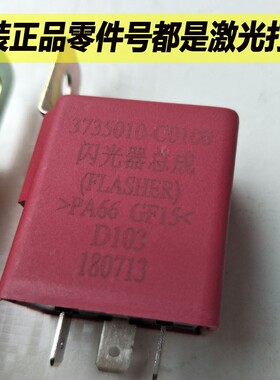 装正品零件号都是激光打
3735010-C0100
闪光器总成
(FLASHER)
>PA66 GF15<
D103
180713